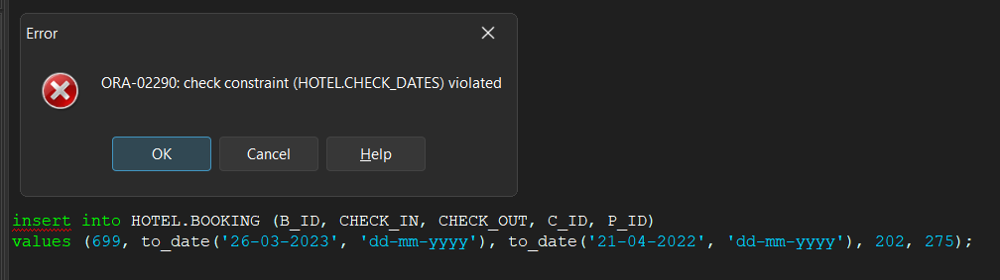 Error
ORA-02290: check constraint (HOTEL.CHECK_DATES) violated
OK
Cancel
Help
insert into HOTEL.BOOKING (B_ID, CHECK_IN, CHECK_OUT, C_ID, P_ID)
values (699, to_date('26-03-2023', 'dd-mm-yyyy'), to_date('21-04-2022', 'dd-mm-yyyy'), 202, 275);